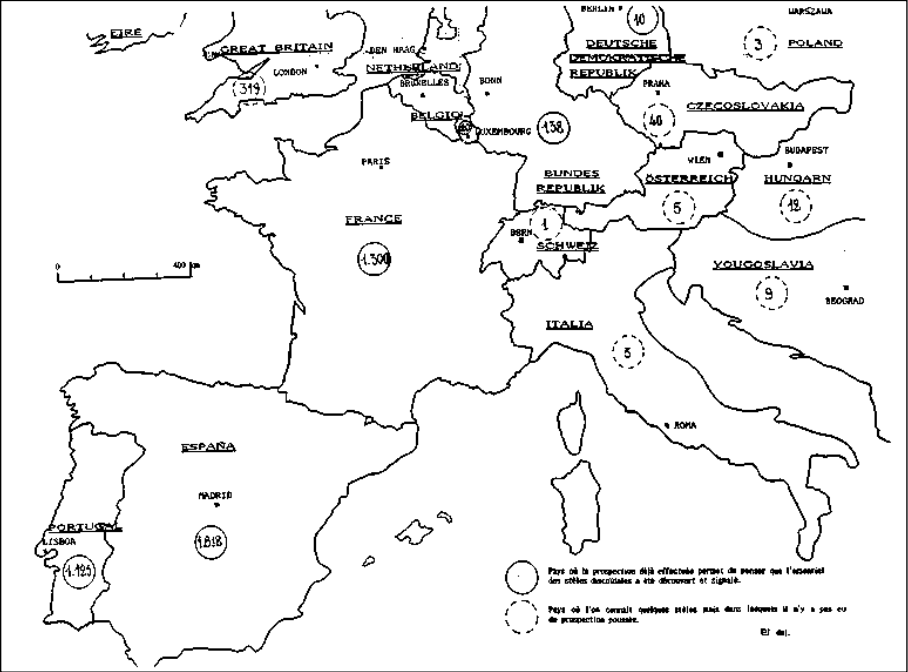 EIRE
GREAT BRITAIN
LONDON
319
DEN HAAG
NETHERLAND
BRUXELLES
BELGIQ
LUXEMBOURG
BONN
BERLIN
10
DEUTSCHE
DEMOKRATISCHE
REPUBLIK
WARSZAWA
3
POLAND
PRAHA
40
CZECOSLOVAKIA
138
BUNDES
REPUBLIK
WIEN
ÖSTERREICH
5
BUDAPEST
HUNGARN
12
PARIS
FRANCE
1.300
BERN
1
SCHWEIZ
0
400 km
YOUGOSLAVIA
9
BEOGRAD
ITALIA
ROMA
ESPAÑA
MADRID
1.818
PORTUGAL
LISBOA
1.125
Pays où la prospection déjà effectuée permet de penser que l'essentiel
des stèles discoïdales a été découvert et signalé.
Pays où l'on connaît quelques stèles mais dans lesquels il n'y a pas eu
de prospection poussée.